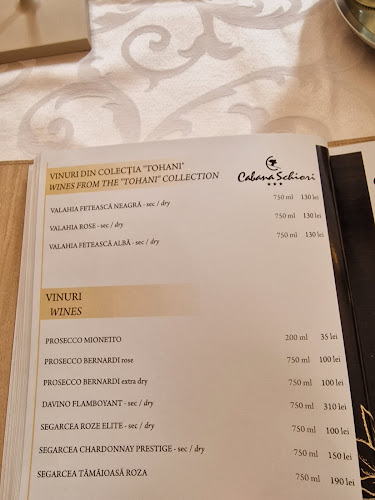 VINURI DIN COLECȚIA "TOHANI"
WINES FROM THE "TOHANI" COLLECTION
Cabana Schiori
VALAHIA FETEASCĂ NEAGRĂ - sec / dry 750 ml 130 lei
VALAHIA ROSE - sec / dry 750 ml 130 lei
VALAHIA FETEASCĂ ALBĂ - sec / dry 750 ml 130 lei
VINURI
WINES
PROSECCO MIONETTO 200 ml 35 lei
PROSECCO BERNARDI rose 750 ml 100 lei
PROSECCO BERNARDI extra dry 750 ml 100 lei
DAVINO FLAMBOYANT - sec / dry 750 ml 310 lei
SEGARCEA ROZE ELITE - sec / dry 750 ml 100 lei
SEGARCEA CHARDONNAY PRESTIGE - sec / dry 750 ml 150 lei
SEGARCEA TĂMÂIOASĂ ROZA 750 ml 190 lei